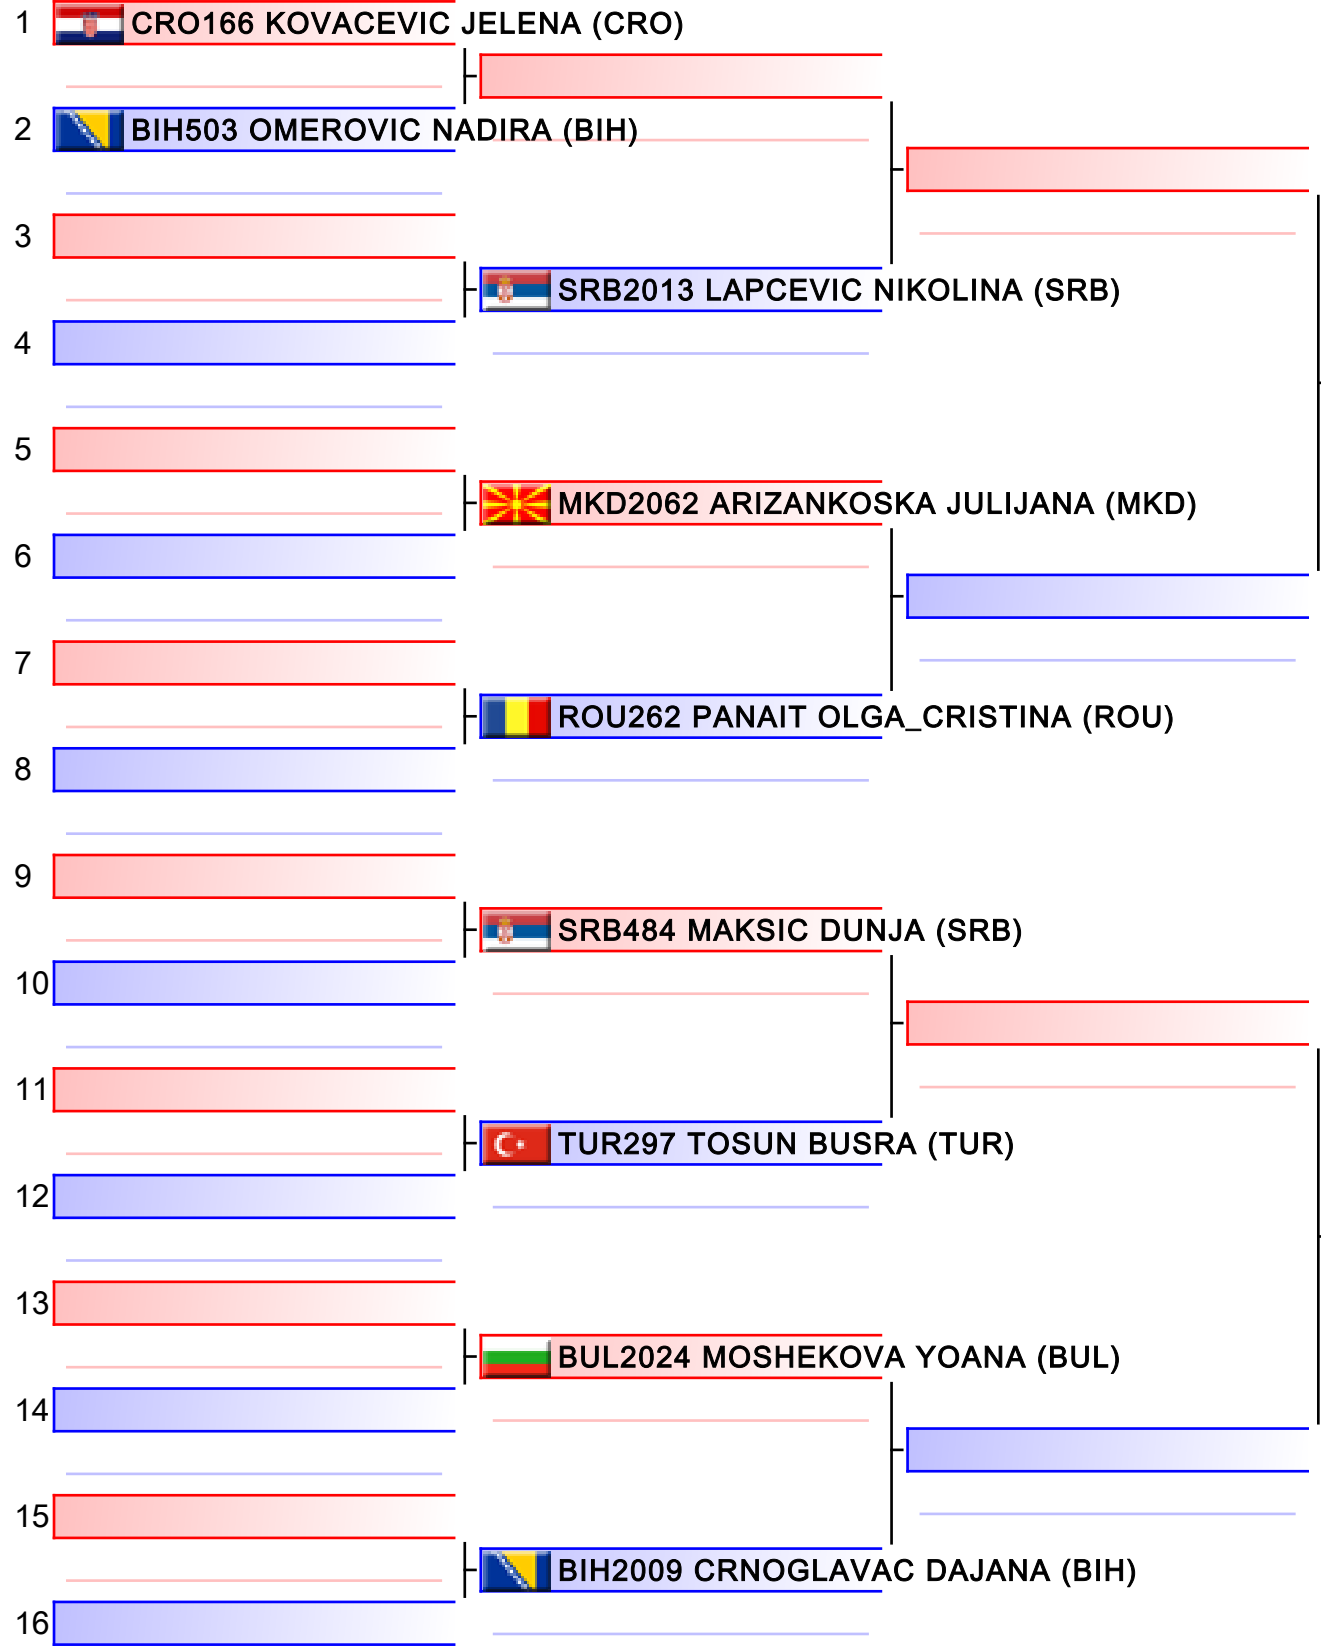 1 CRO166 KOVACEVIC JELENA (CRO)
2 BIH503 OMEROVIC NADIRA (BIH)
3
SRB2013 LAPCEVIC NIKOLINA (SRB)
4
5
MKD2062 ARIZANKOSKA JULIJANA (MKD)
6
7
ROU262 PANAIT OLGA_CRISTINA (ROU)
8
9
SRB484 MAKSIC DUNJA (SRB)
10
11
TUR297 TOSUN BUSRA (TUR)
12
13
BUL2024 MOSHEKOVA YOANA (BUL)
14
15
BIH2009 CRNOGLAVAC DAJANA (BIH)
16